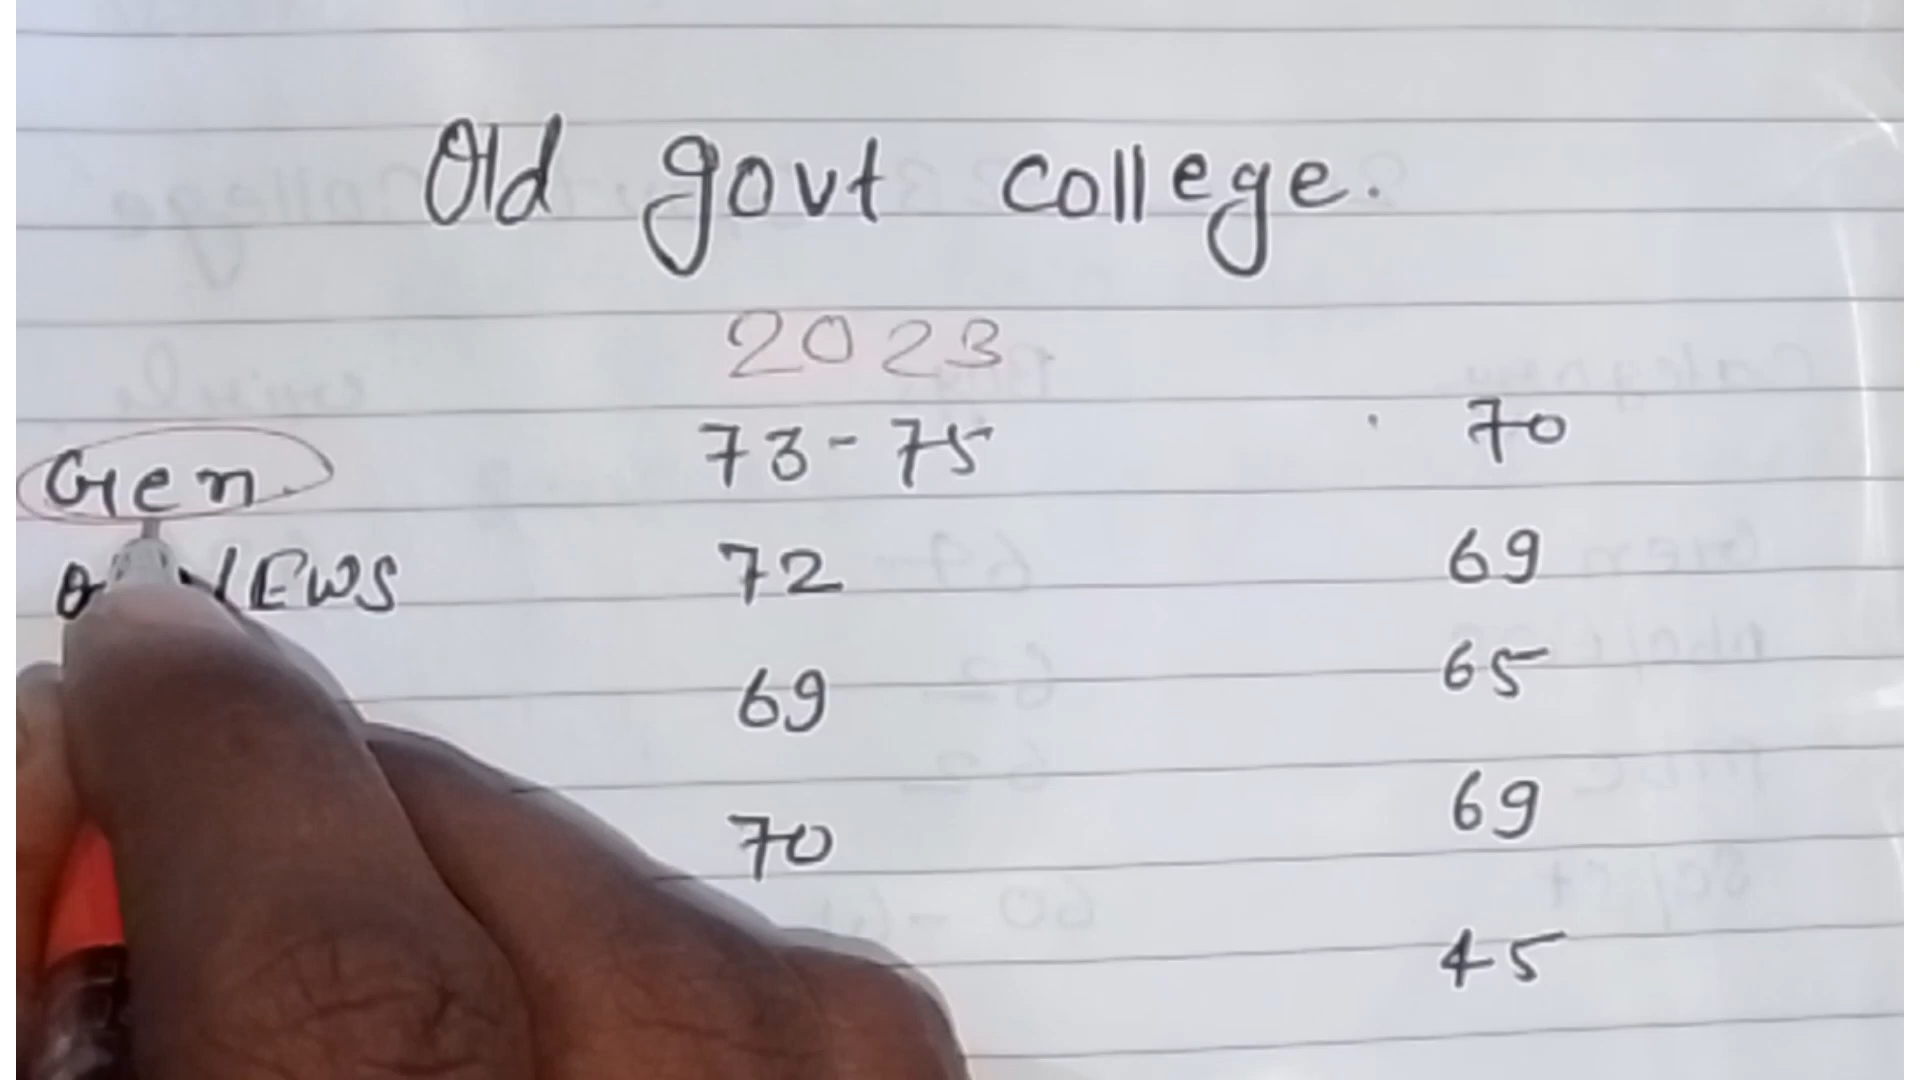 Old govt college.
2023
Gen. 73-75 70
/EWS 72 69
69 65
70 69
45